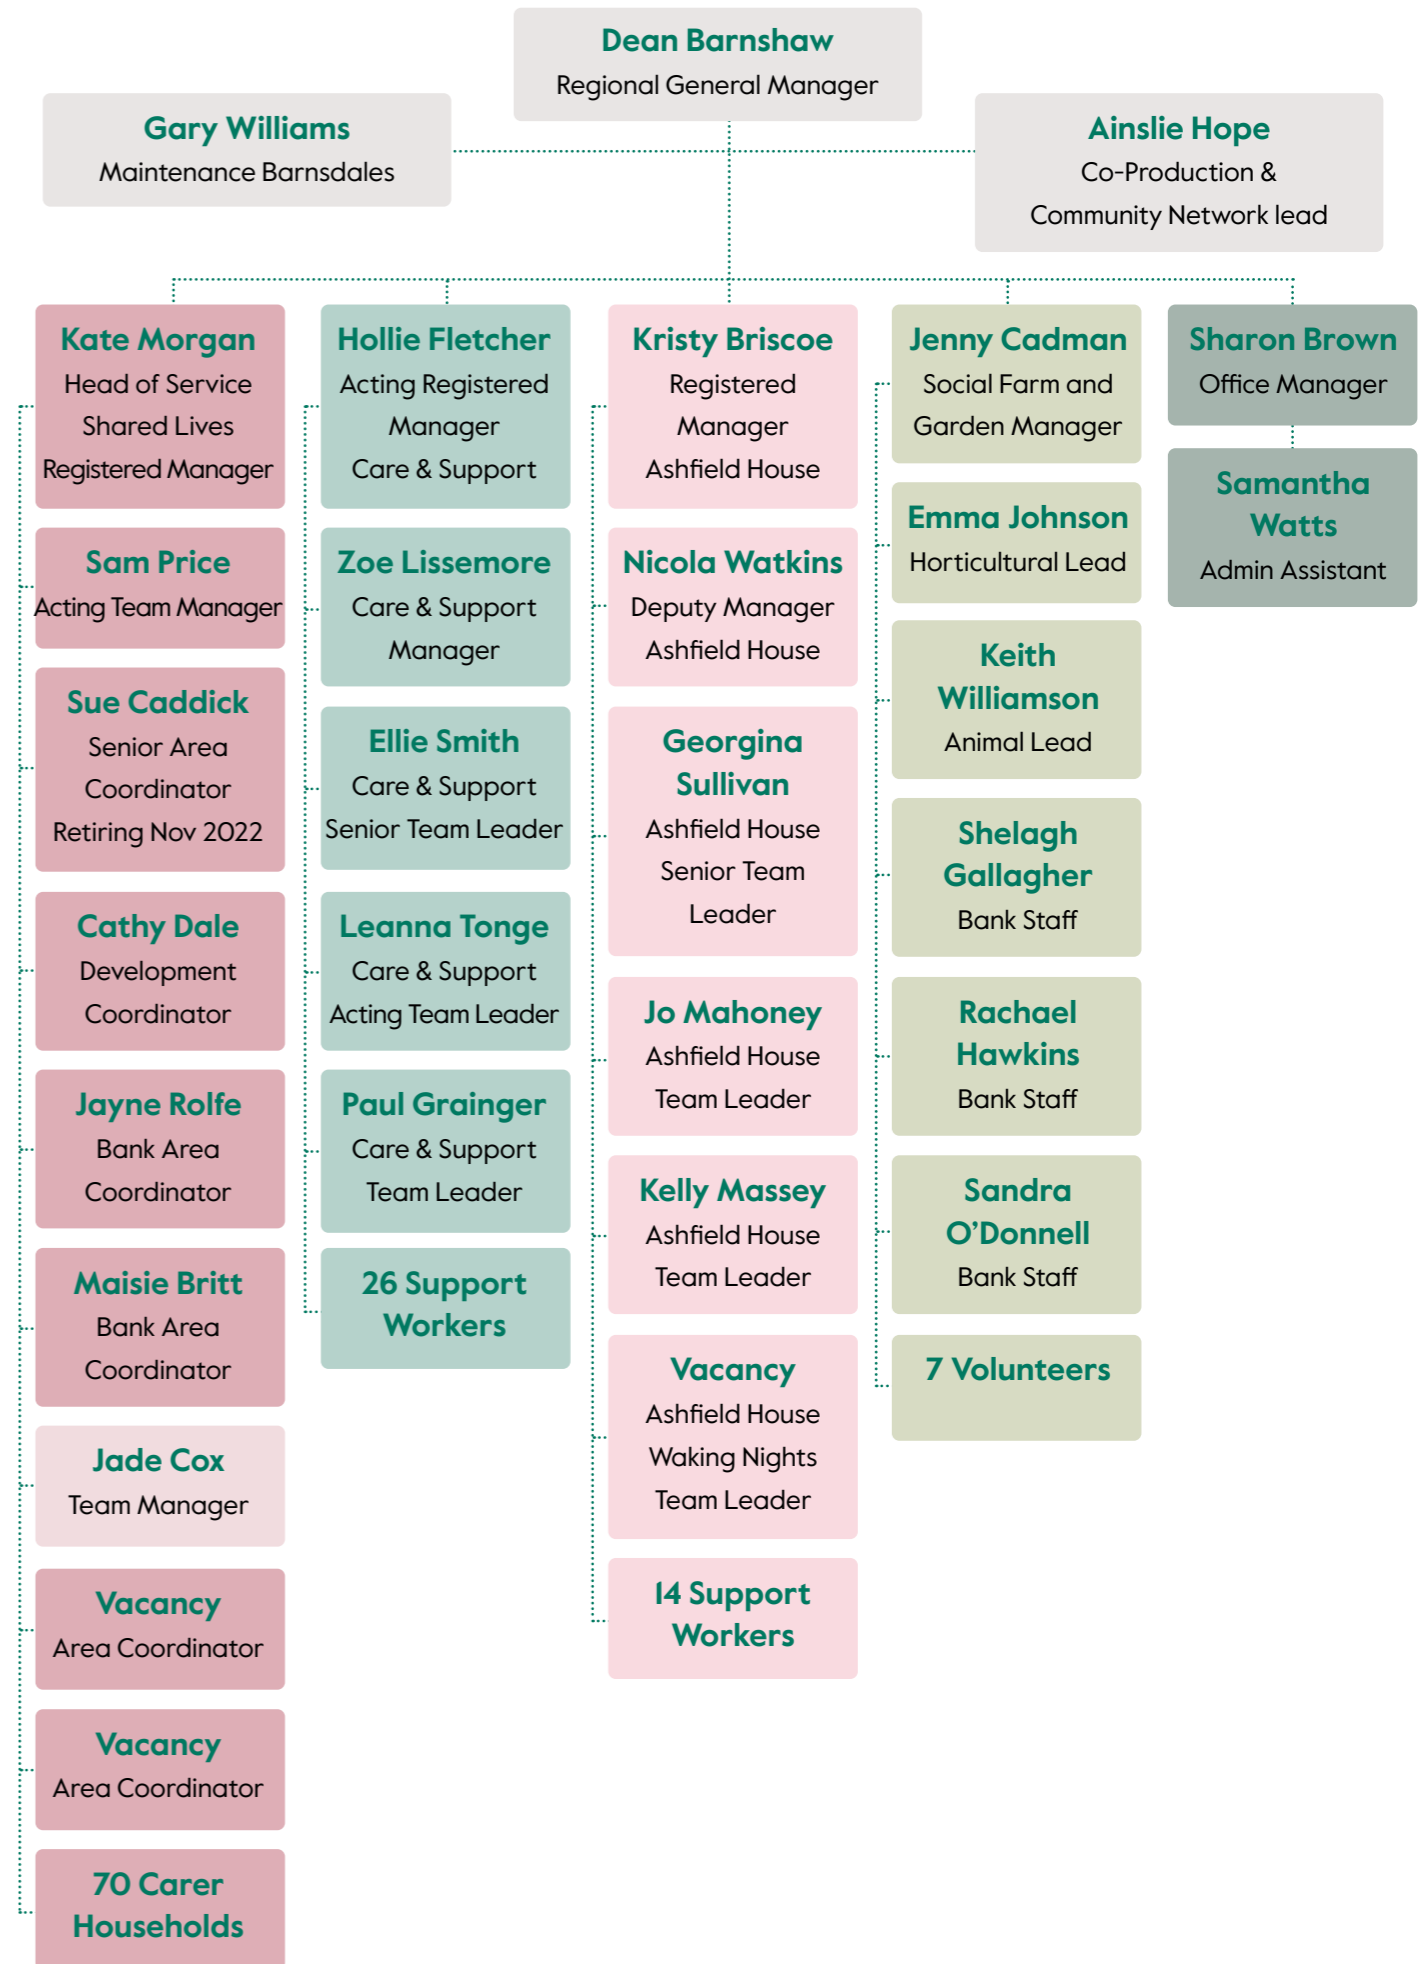 Dean Barnshaw
Regional General Manager
Gary Williams
Maintenance Barnsdales
Ainslie Hope
Co-Production &
Community Network lead
Kate Morgan
Head of Service
Shared Lives
Registered Manager
Sam Price
Acting Team Manager
Sue Caddick
Senior Area
Coordinator
Retiring Nov 2022
Cathy Dale
Development
Coordinator
Jayne Rolfe
Bank Area
Coordinator
Maisie Britt
Bank Area
Coordinator
Jade Cox
Team Manager
Vacancy
Area Coordinator
Vacancy
Area Coordinator
70 Carer
Households
Hollie Fletcher
Acting Registered
Manager
Care & Support
Zoe Lissemore
Care & Support
Manager
Ellie Smith
Care & Support
Senior Team Leader
Leanna Tonge
Care & Support
Acting Team Leader
Paul Grainger
Care & Support
Team Leader
26 Support
Workers
Kristy Briscoe
Registered
Manager
Ashfield House
Nicola Watkins
Deputy Manager
Ashfield House
Georgina
Sullivan
Ashfield House
Senior Team
Leader
Jo Mahoney
Ashfield House
Team Leader
Kelly Massey
Ashfield House
Team Leader
Vacancy
Ashfield House
Waking Nights
Team Leader
14 Support
Workers
Jenny Cadman
Social Farm and
Garden Manager
Emma Johnson
Horticultural Lead
Keith
Williamson
Animal Lead
Shelagh
Gallagher
Bank Staff
Rachael
Hawkins
Bank Staff
Sandra
O’Donnell
Bank Staff
7 Volunteers
Sharon Brown
Office Manager
Samantha
Watts
Admin Assistant